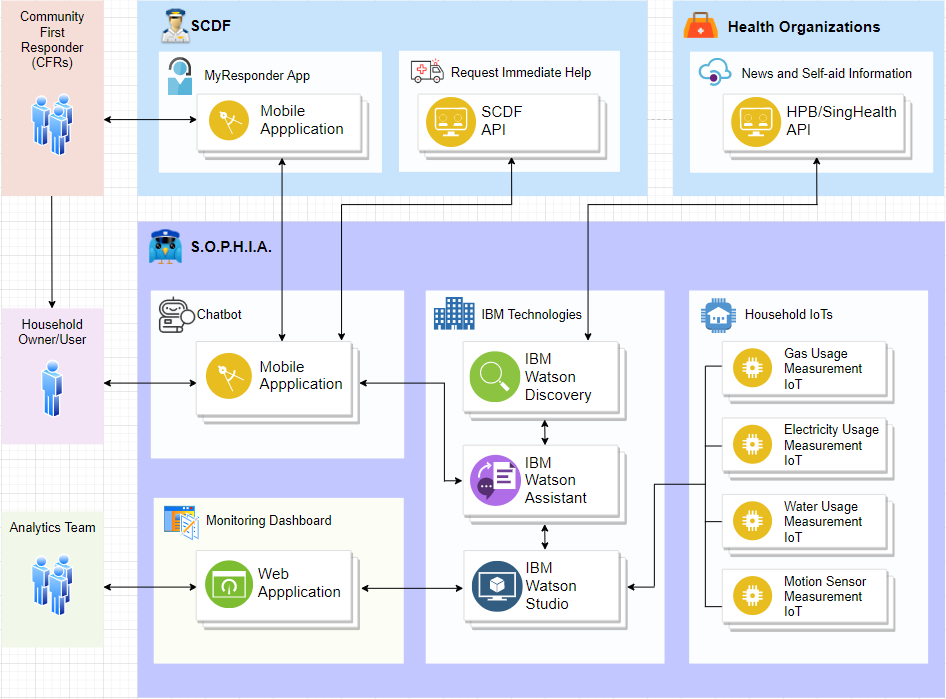 Community
First
Responder
(CFRs)
SCDF
MyResponder App
Mobile
Appplication
Request Immediate Help
SCDF
API
Health Organizations
News and Self-aid Information
HPB/SingHealth
API
S.O.P.H.I.A.
Household
Owner/User
Chatbot
Mobile
Appplication
IBM Technologies
IBM
Watson
Discovery
IBM
Watson
Assistant
IBM
Watson
Studio
Household IoTs
Gas Usage
Measurement
IoT
Electricity Usage
Measurement
IoT
Water Usage
Measurement
IoT
Motion Sensor
Measurement
IoT
Analytics Team
Monitoring Dashboard
Web
Appplication